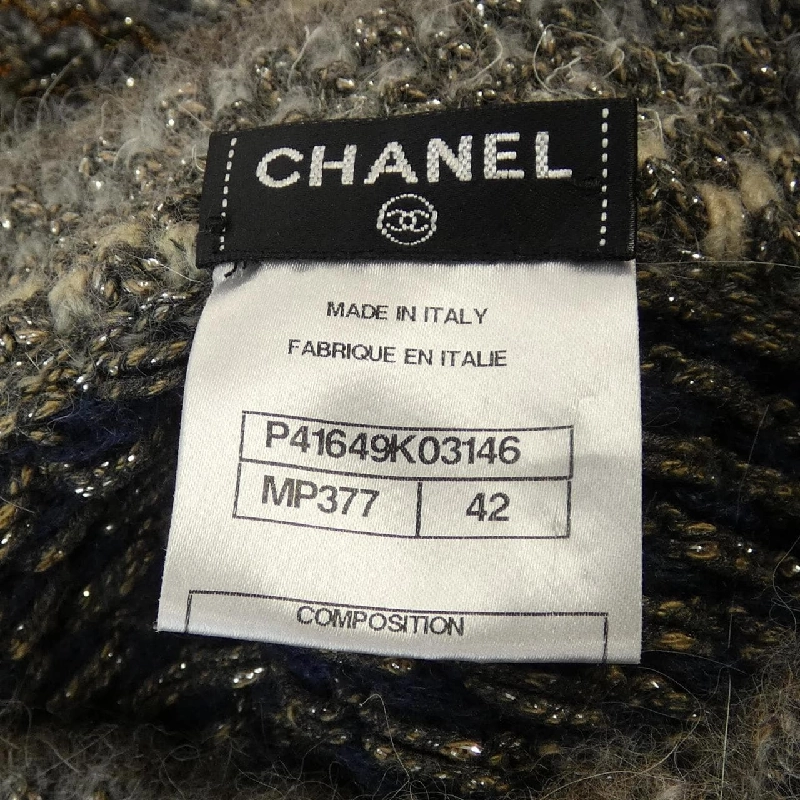 CHANEL
MADE IN ITALY
FABRIQUE EN ITALIE
P41649K03146
MP377 42
COMPOSITION